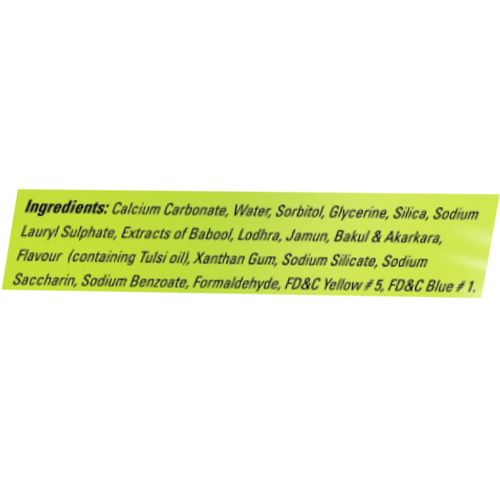 Ingredients: Calcium Carbonate, Water, Sorbitol, Glycerine, Silica, Sodium
Lauryl Sulphate, Extracts of Babool, Lodhra, Jamun, Bakul & Akarkara,
Flavour (containing Tulsi oil), Xanthan Gum, Sodium Silicate, Sodium
Saccharin, Sodium Benzoate, Formaldehyde, FD&C Yellow # 5, FD&C Blue # 1.